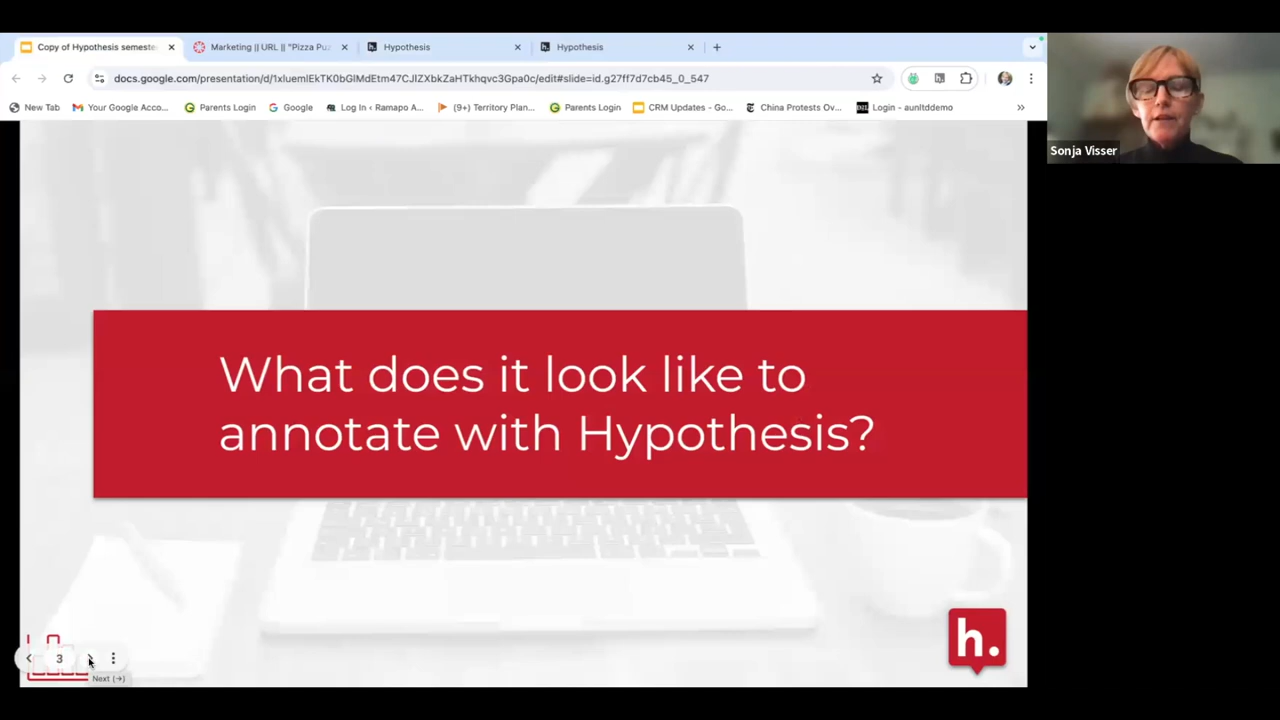 Copy of Hypothesis semeste
Marketing || URL || "Pizza Puz
Hypothesis
Hypothesis
docs.google.com/presentation/d/1xluemlEkTK0bGlMdEtm47CJIZXbkZaHTkhqvc3Gpa0c/edit#slide=id.g27ff7d7cb45_0_547
New Tab
Your Google Acco...
Parents Login
Google
Log In ‹ Ramapo A...
(9+) Territory Plan...
Parents Login
CRM Updates - Go...
China Protests Ov...
Login - aunltddemo
Sonja Visser
What does it look like to
annotate with Hypothesis?
h.
3
Next (→)